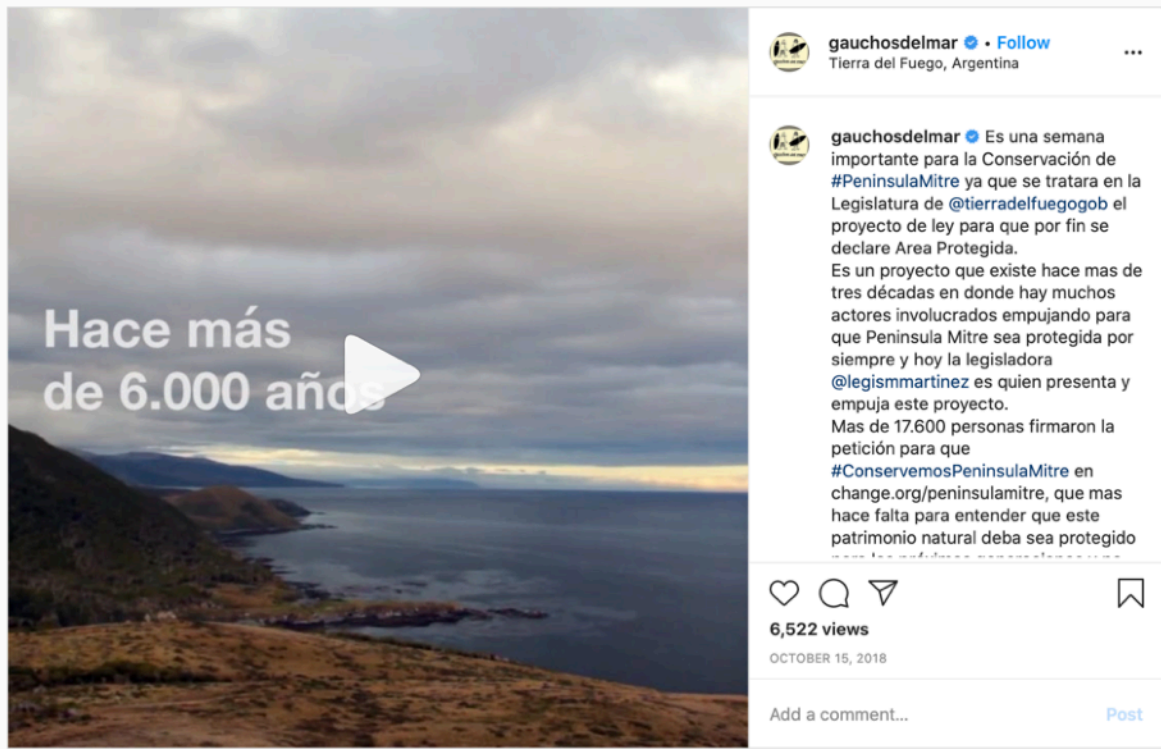 Hace más
de 6.000 años
gauchosdelmar • Follow
Tierra del Fuego, Argentina
gauchosdelmar Es una semana
importante para la Conservación de
#PeninsulaMitre ya que se tratara en la
Legislatura de @tierradelfuegogob el
proyecto de ley para que por fin se
declare Area Protegida.
Es un proyecto que existe hace mas de
tres décadas en donde hay muchos
actores involucrados empujando para
que Peninsula Mitre sea protegida por
siempre y hoy la legisladora
@legismmartinez es quien presenta y
empuja este proyecto.
Mas de 17.600 personas firmaron la
petición para que
#ConservemosPeninsulaMitre en
change.org/peninsulamitre, que mas
hace falta para entender que este
patrimonio natural deba sea protegido
6,522 views
OCTOBER 15, 2018
Add a comment...
Post